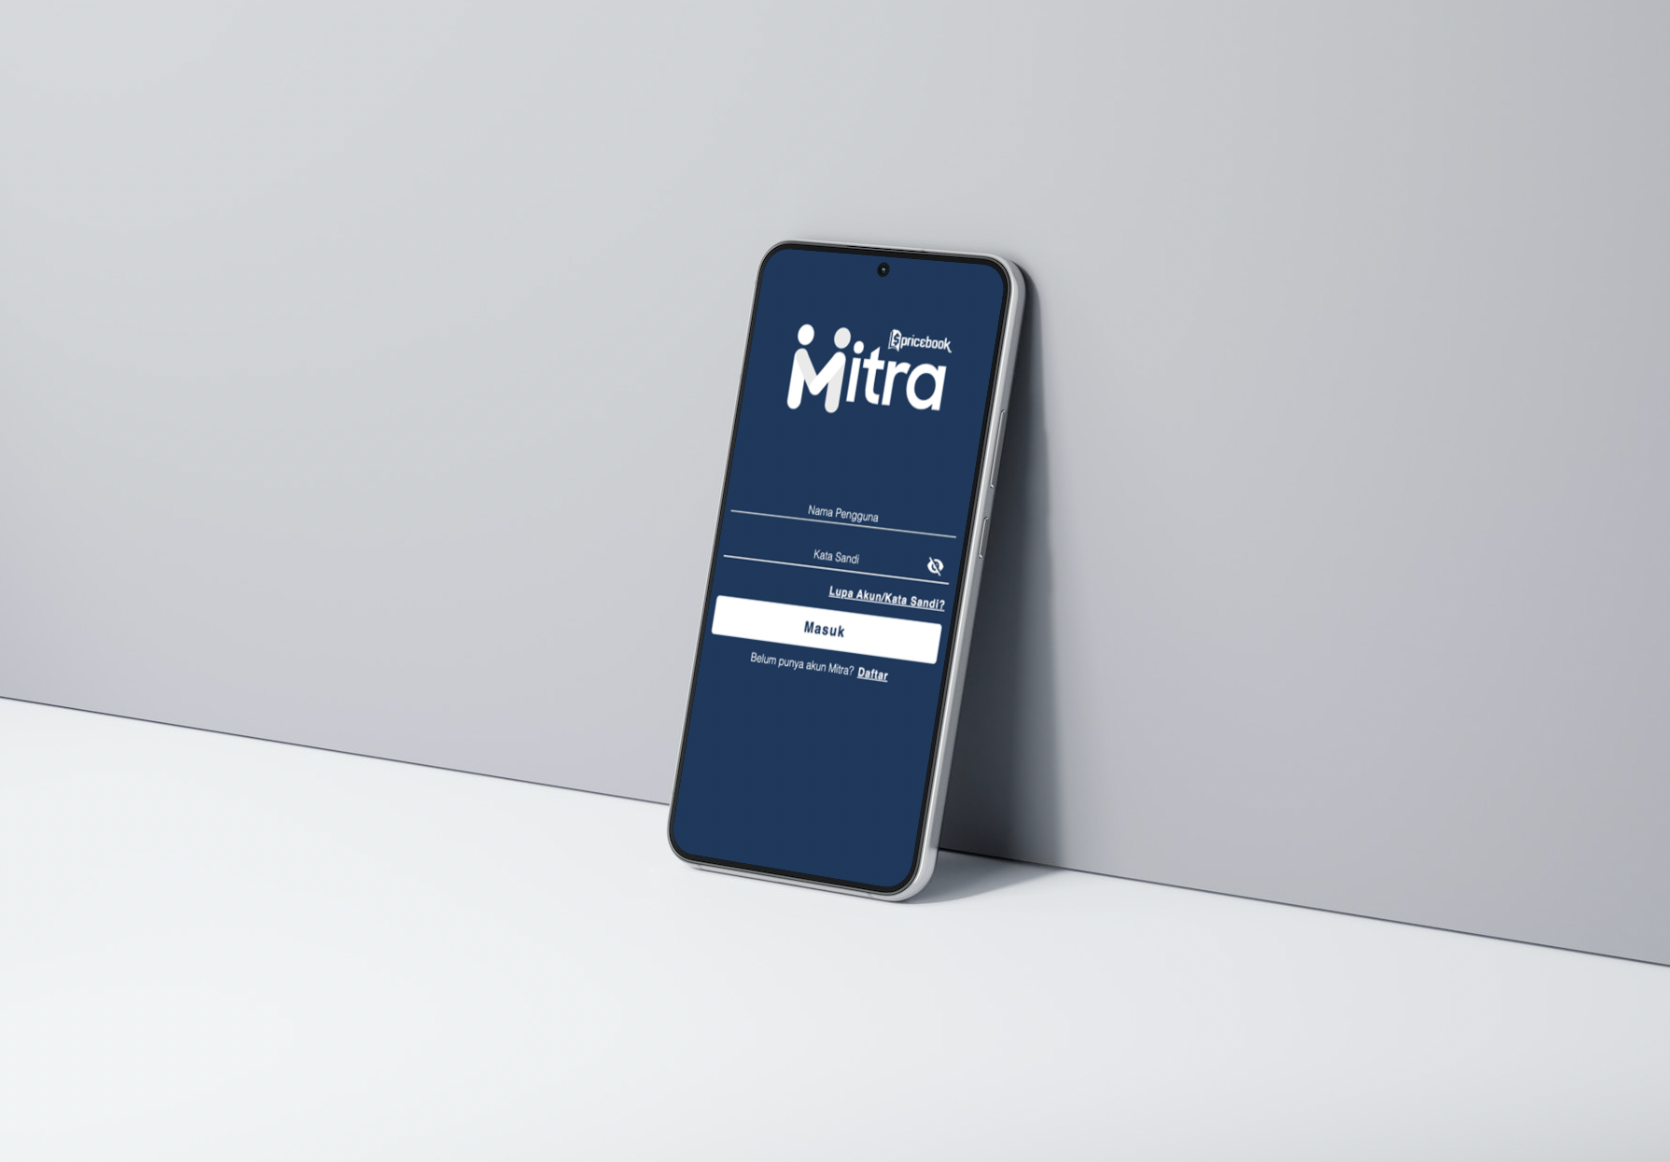 pricebook
Mitra
Nama Pengguna
Kata Sandi
Lupa Akun/Kata Sandi?
Masuk
Belum punya akun Mitra? Daftar